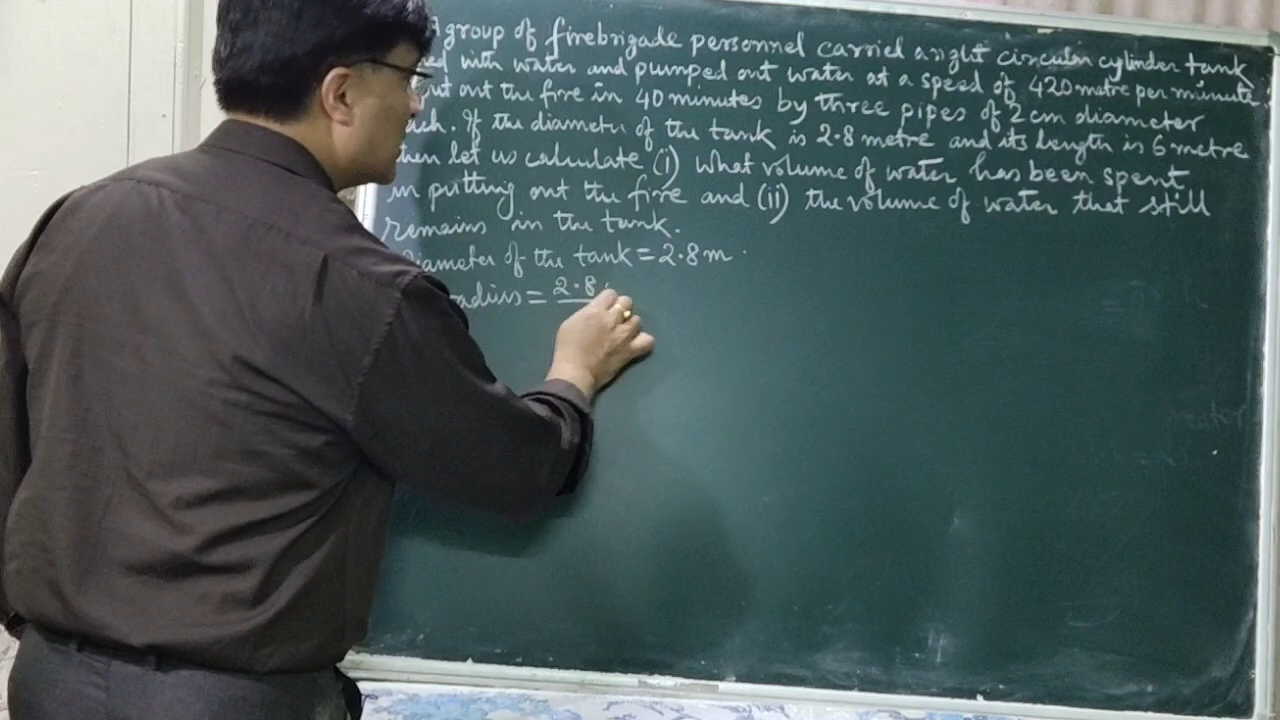 group of firebrigade personnel carried a right circular cylinder tank
with water and pumped out water at a speed of 420 metre per minute
out the fire in 40 minutes by three pipes of 2 cm diameter
each. If the diameter of the tank is 2.8 metre and its length is 6 metre
then let us calculate (i) What volume of water has been spent
in putting out the fire and (ii) the volume of water that still
remains in the tank.
Diameter of the tank = 2.8 m.
radius = 2.8